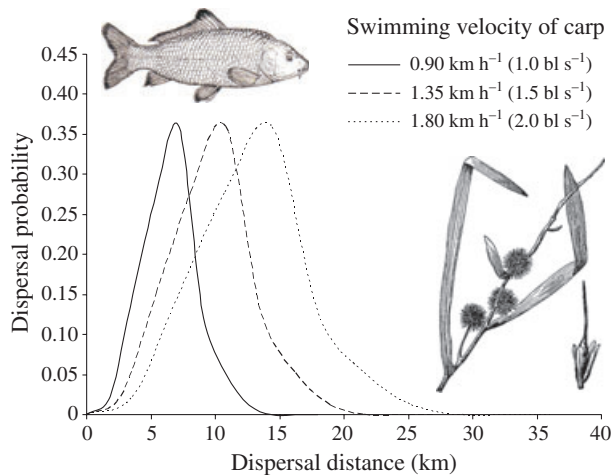 Swimming velocity of carp
0.90 km h⁻¹ (1.0 bl s⁻¹)
1.35 km h⁻¹ (1.5 bl s⁻¹)
1.80 km h⁻¹ (2.0 bl s⁻¹)
Dispersal probability
0.45
0.40
0.35
0.30
0.25
0.20
0.15
0.10
0.05
0
0 5 10 15 20 25 30 35 40
Dispersal distance (km)